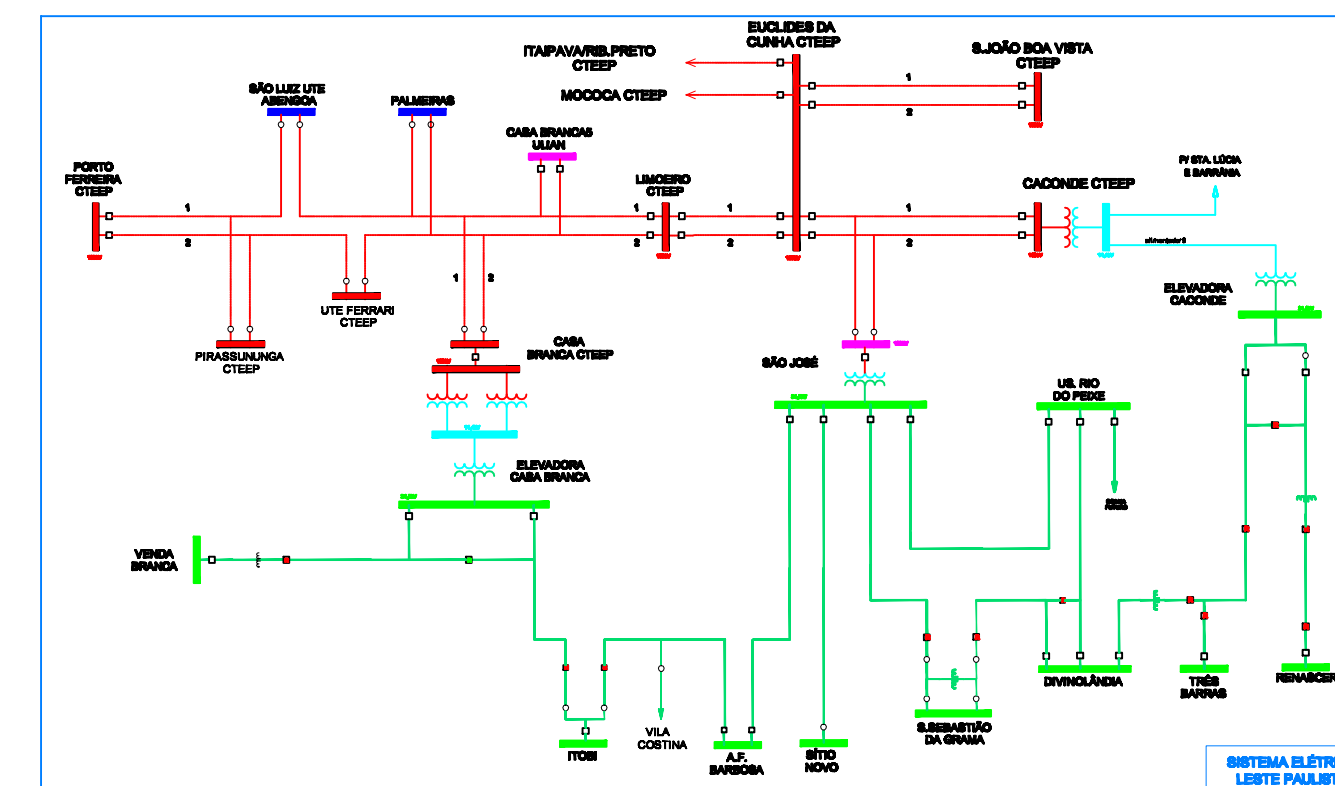 EUCLIDES DA
CUNHA CTEEP
ITAIPAVA/RIB.PRETO
CTEEP
S.JOÃO BOA VISTA
CTEEP
MOCOCA CTEEP
1
2
SÃO LUIZ UTE
ABENGOA
PALMEIRAS
CASA BRANCA5
ULIAN
PORTO
FERREIRA
CTEEP
LIMOEIRO
CTEEP
CACONDE CTEEP
P/ STA. LÚCIA
E BARRÂNIA
1
1
1
1
2
2
2
2
1
2
UTE FERRARI
CTEEP
ELEVADORA
CACONDE
PIRASSUNUNGA
CTEEP
CASA
BRANCA CTEEP
SÃO JOSÉ
US. RIO
DO PEIXE
ELEVADORA
CASA BRANCA
VENDA
BRANCA
DIVINOLÂNDIA
TRÊS
BARRAS
RENASCER
VILA
COSTINA
S.SEBASTIÃO
DA GRAMA
ITOBI
A.F.
BARBOSA
SÍTIO
NOVO
SISTEMA ELÉTR
LESTE PAULIST